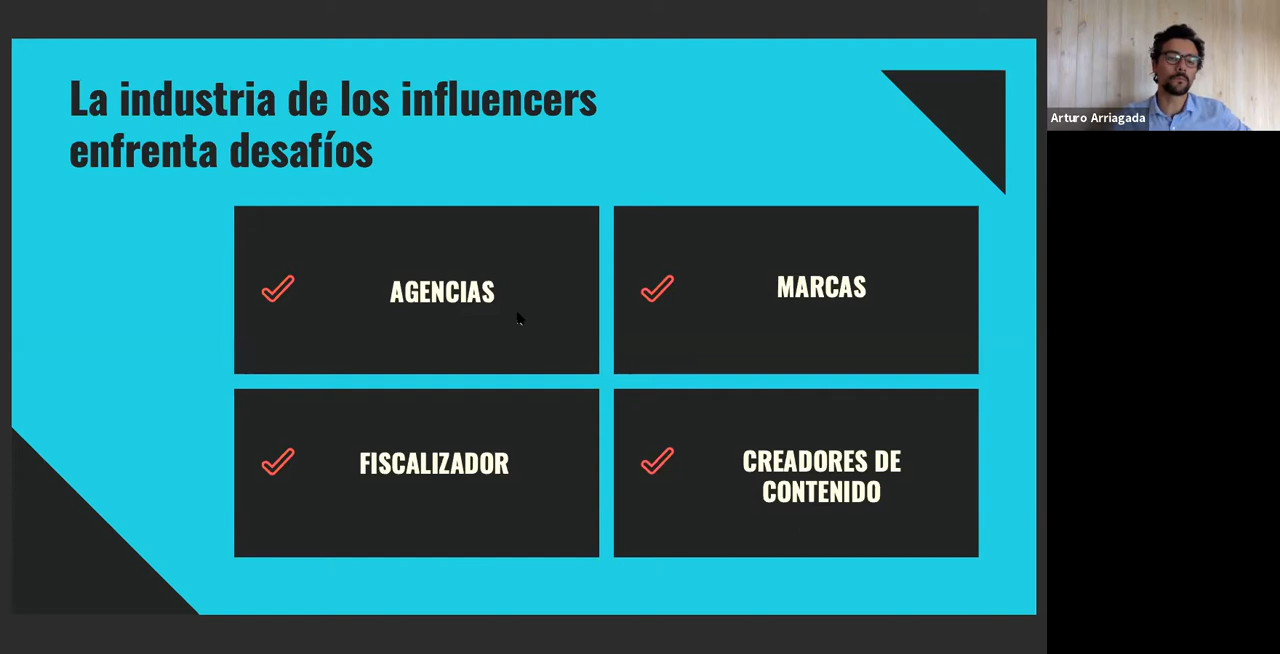 La industria de los influencers
enfrenta desafíos
AGENCIAS
MARCAS
FISCALIZADOR
CREADORES DE
CONTENIDO
Arturo Arriagada